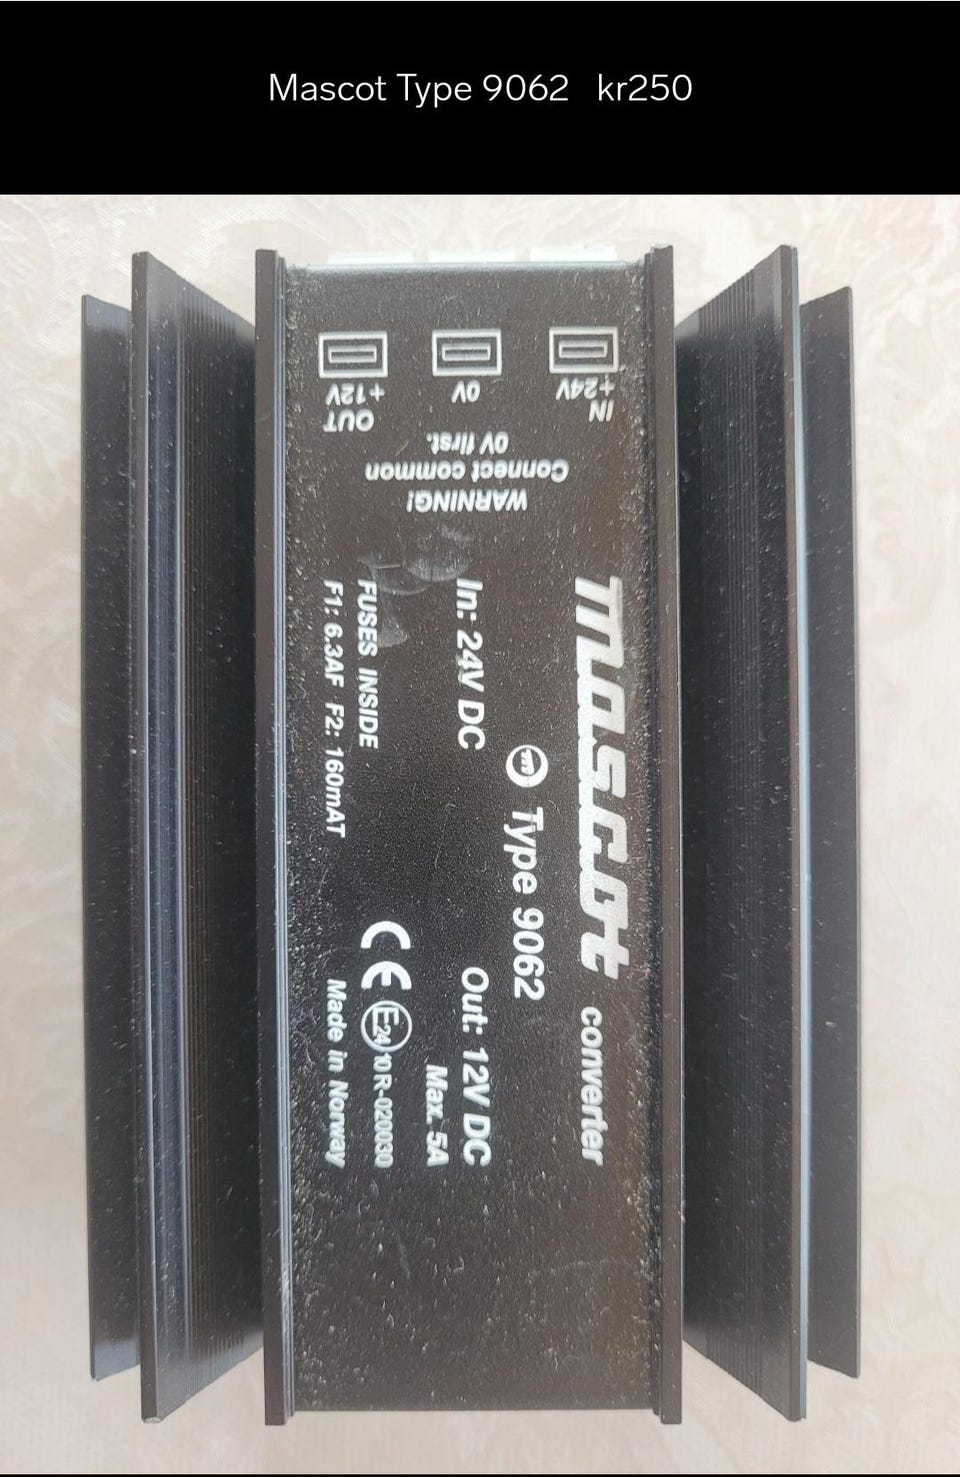 Mascot Type 9062 kr250
mascot converter
Type 9062
In: 24V DC
Out: 12V DC
Max. 5A
FUSES INSIDE
F1: 6.3AF F2: 160mAT
CE E24 10R-020030
Made in Norway
WARNING!
Connect common
0V first.
IN
+24V
0V
OUT
+12V